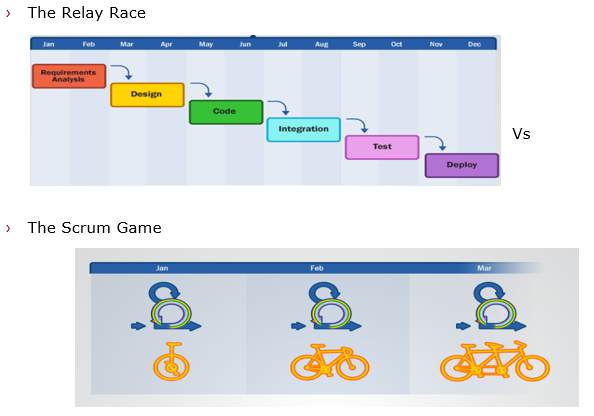 › The Relay Race
Jan Feb Mar Apr May Jun Jul Aug Sep Oct Nov Dec
Requirements
Analysis
Design
Code
Integration
Test
Deploy
Vs
› The Scrum Game
Jan Feb Mar